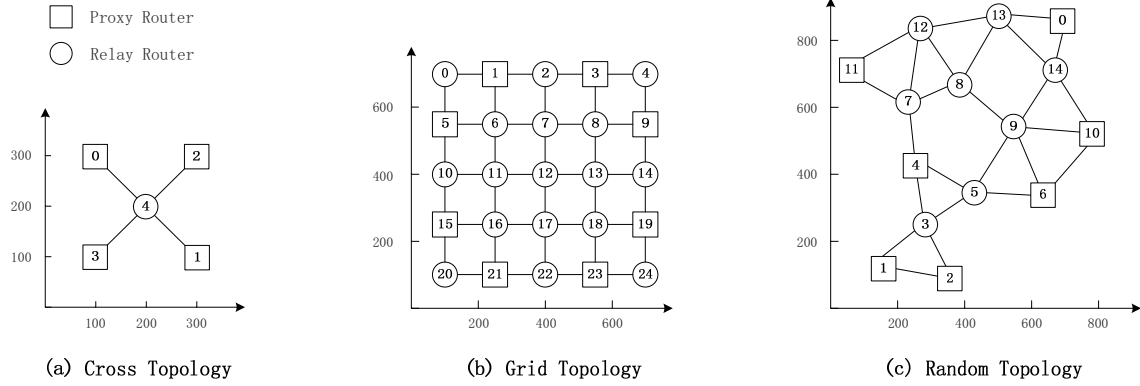 Proxy Router
Relay Router
0 2
4
3 1
300
200
100
100 200 300
(a) Cross Topology
0 1 2 3 4
5 6 7 8 9
10 11 12 13 14
15 16 17 18 19
20 21 22 23 24
600
400
200
200 400 600
(b) Grid Topology
13 0
12
11 14
8
7
9 10
4
5 6
3
1 2
800
600
400
200
200 400 600 800
(c) Random Topology